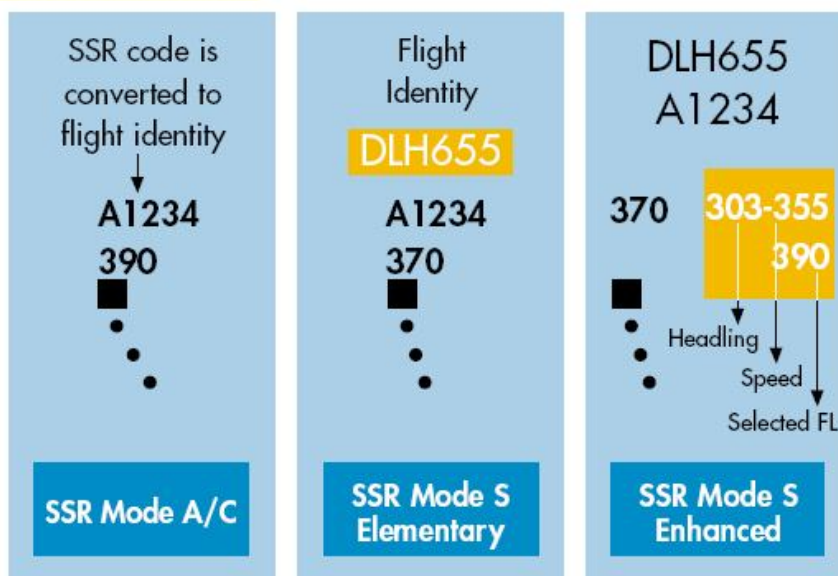 SSR code is
converted to
flight identity
A1234
390
SSR Mode A/C
Flight
Identity
DLH655
A1234
370
SSR Mode S
Elementary
DLH655
A1234
370 303-355
390
Headling
Speed
Selected FL
SSR Mode S
Enhanced